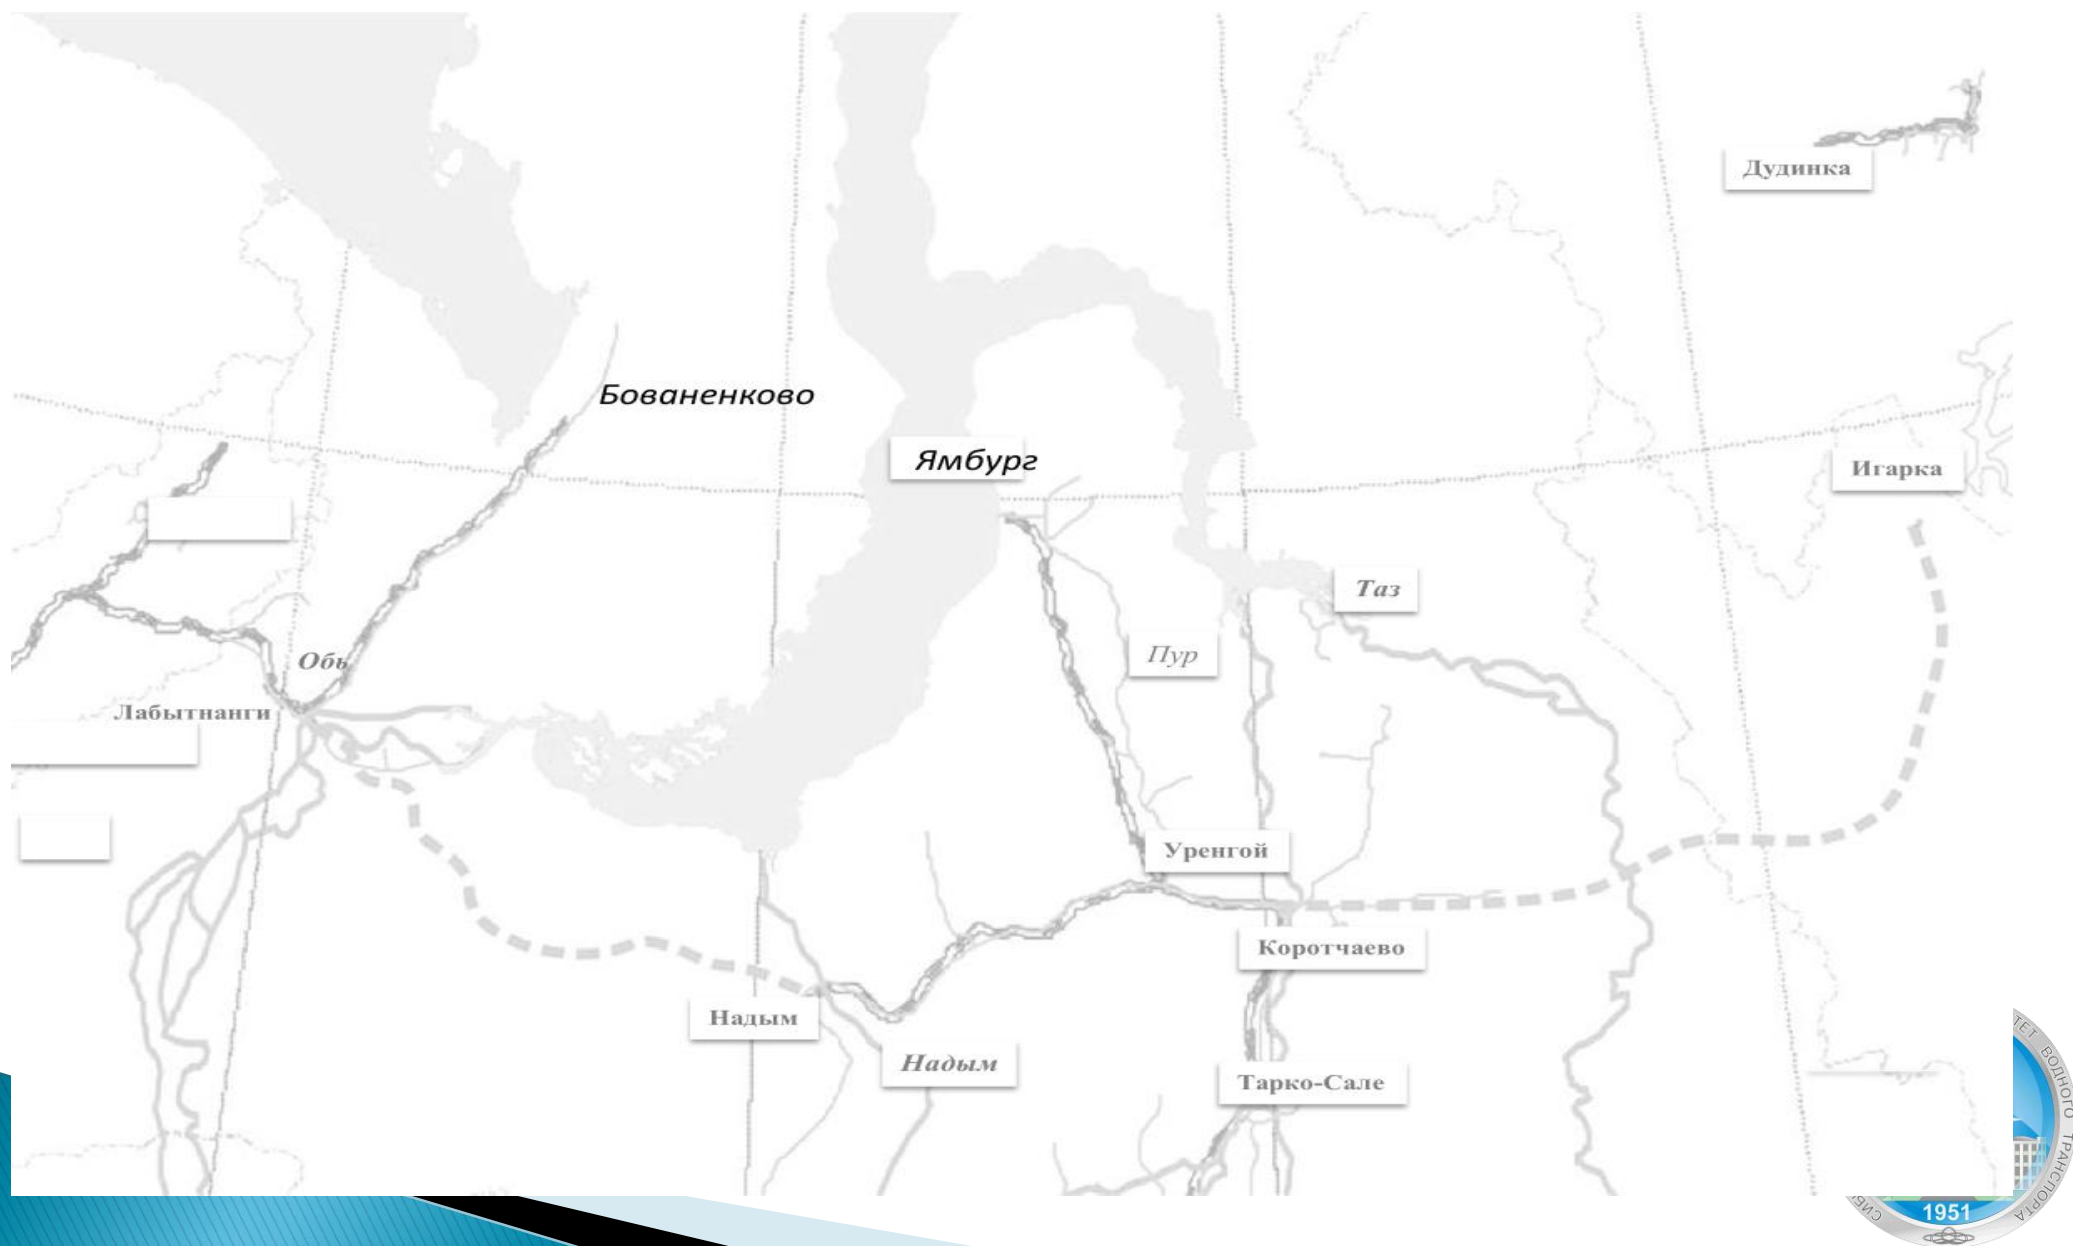 Дудинка
Бованенково
Ямбург
Игарка
Таз
Пур
Обь
Лабытнанги
Уренгой
Коротчаево
Надым
Надым
Тарко-Сале
ВОДНОГО ТРАНСПОРТА
1951